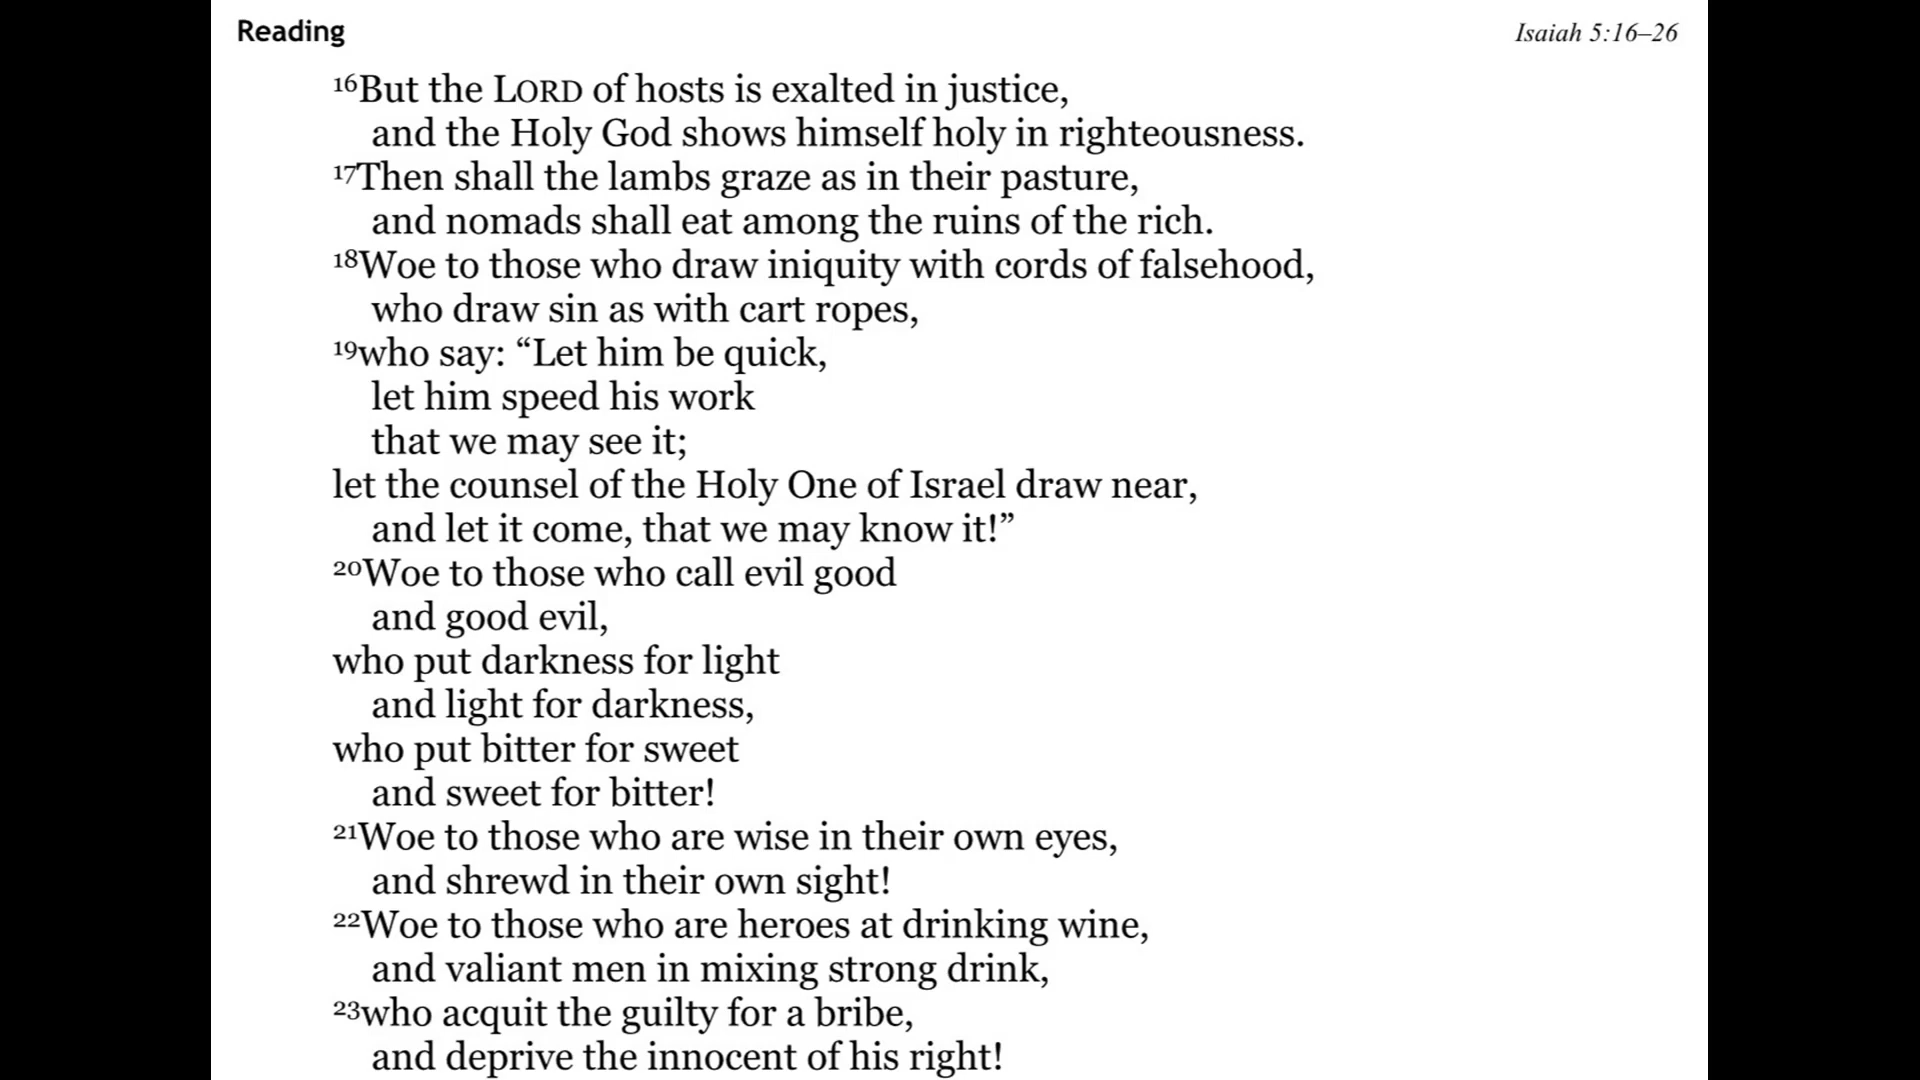 Reading
Isaiah 5:16–26
16But the LORD of hosts is exalted in justice,
and the Holy God shows himself holy in righteousness.
17Then shall the lambs graze as in their pasture,
and nomads shall eat among the ruins of the rich.
18Woe to those who draw iniquity with cords of falsehood,
who draw sin as with cart ropes,
19who say: “Let him be quick,
let him speed his work
that we may see it;
let the counsel of the Holy One of Israel draw near,
and let it come, that we may know it!”
20Woe to those who call evil good
and good evil,
who put darkness for light
and light for darkness,
who put bitter for sweet
and sweet for bitter!
21Woe to those who are wise in their own eyes,
and shrewd in their own sight!
22Woe to those who are heroes at drinking wine,
and valiant men in mixing strong drink,
23who acquit the guilty for a bribe,
and deprive the innocent of his right!